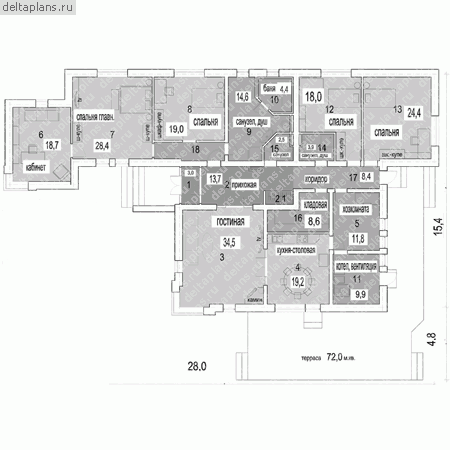 deltaplans.ru
6
18,7
кабинет
спальня главн.
7
28,4
8
19,0
спальня
18
14,6
санузел, душ
9
баня 4,4
10
2,8
санузел
15
18,0
12
спальня
3,9
14
санузел, душ
13
24,4
спальня
3,0
1
13,7
2
прихожая
2.1
коридор
17
8,4
кладовая
16
8,6
хозкомната
5
11,8
гостиная
34,5
3
камин
кухня-столовая
4
19,2
котел, вентиляция
11
9,9
терраса 72,0 м.кв.
28.0
15,4
4.8